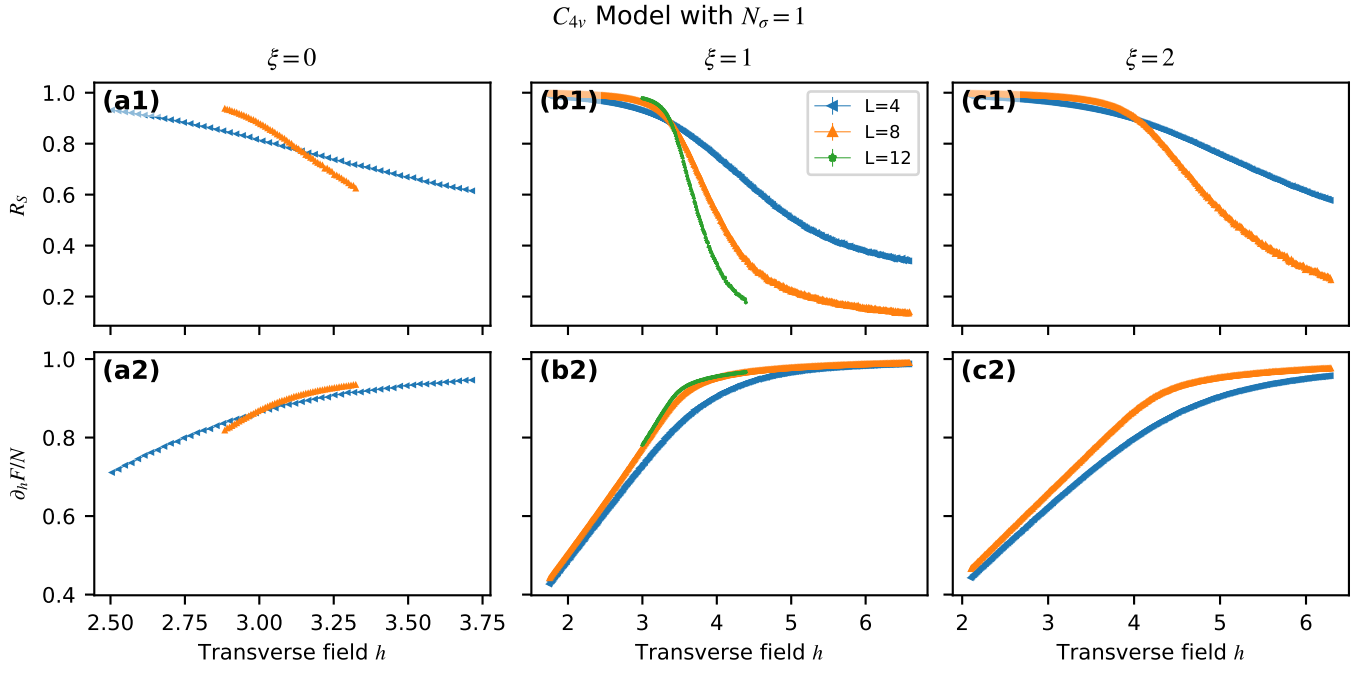 C4v Model with Nσ = 1
ξ = 0
ξ = 1
ξ = 2
(a1)
(b1)
(c1)
L=4
L=8
L=12
R_S
1.0
0.8
0.6
0.4
0.2
(a2)
(b2)
(c2)
∂hF/N
1.0
0.8
0.6
0.4
2.50 2.75 3.00 3.25 3.50 3.75
2 3 4 5 6
2 3 4 5 6
Transverse field h
Transverse field h
Transverse field h